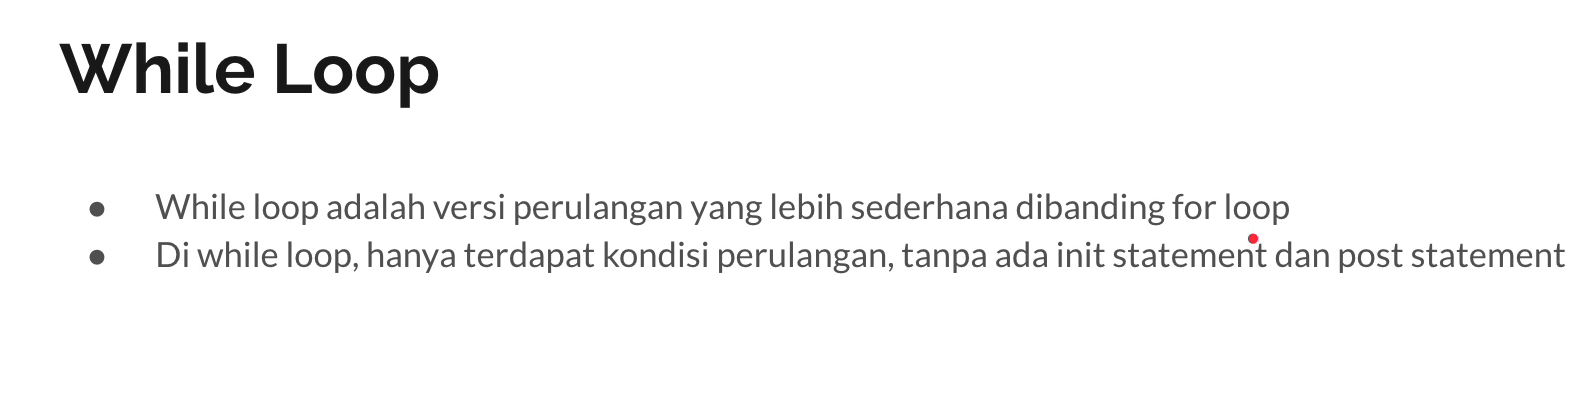 While Loop
● While loop adalah versi perulangan yang lebih sederhana dibanding for loop
● Di while loop, hanya terdapat kondisi perulangan, tanpa ada init statement dan post statement